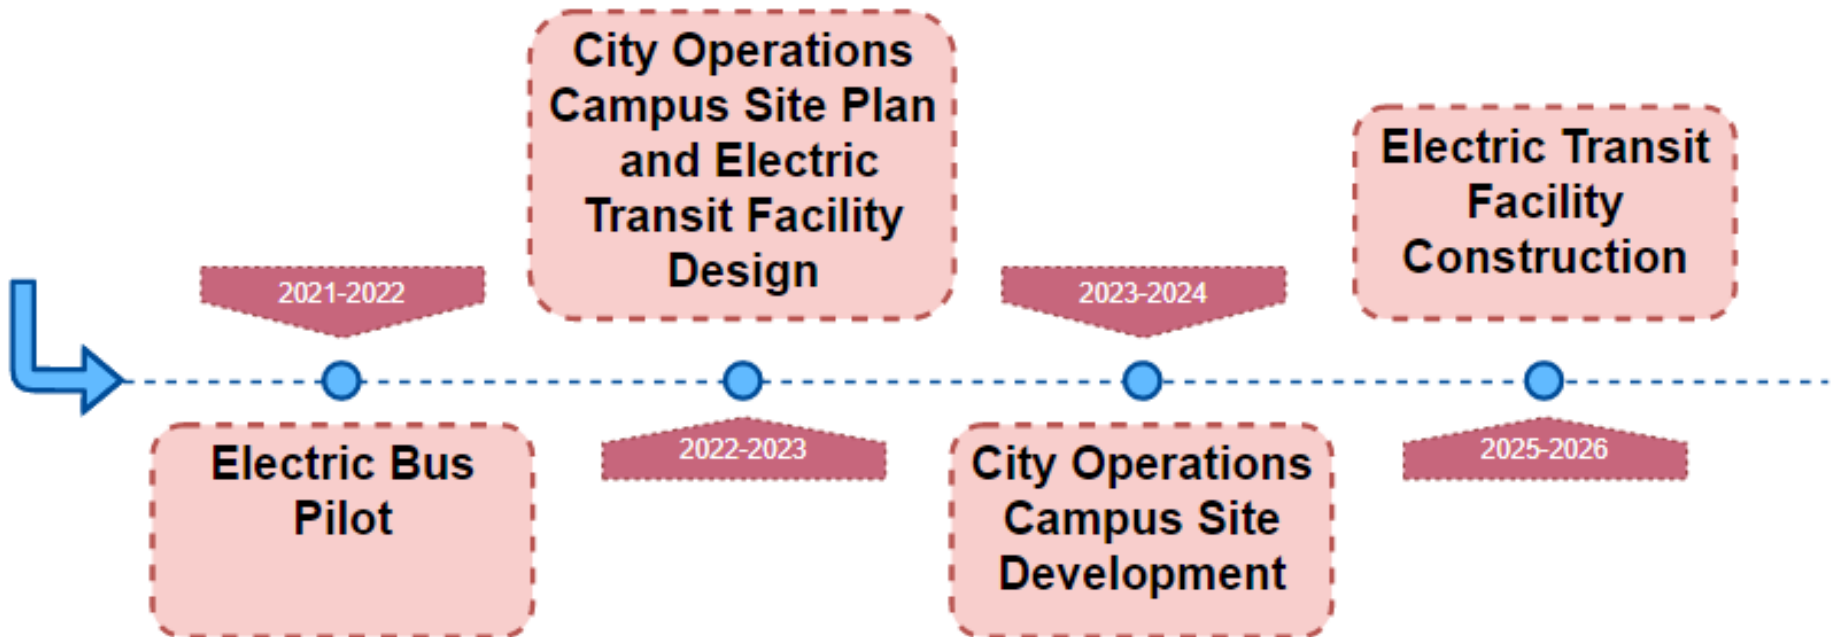 2021-2022
Electric Bus
Pilot
City Operations
Campus Site Plan
and Electric
Transit Facility
Design
2022-2023
2023-2024
City Operations
Campus Site
Development
Electric Transit
Facility
Construction
2025-2026